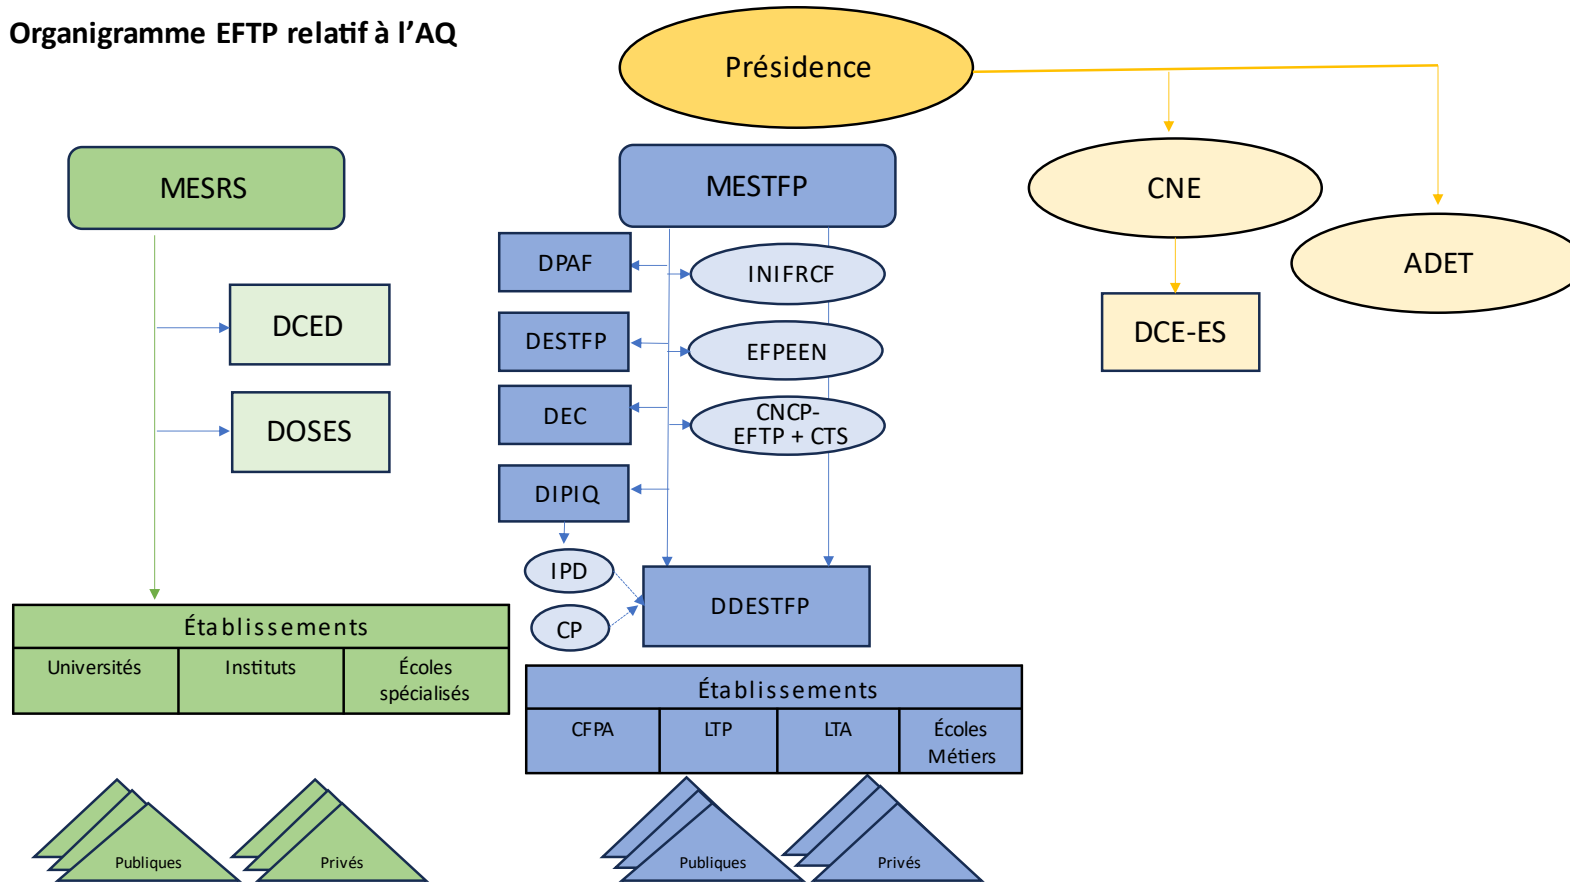 Organigramme EFTP relatif à l’AQ
Présidence
MESRS
MESTFP
CNE
ADET
DPAF
INIFRCF
DCED
DESTFP
EFPEEN
DCE-ES
DOSES
DEC
CNCP-
EFTP + CTS
DIPIQ
IPD
CP
DDESTFP
Établissements
Universités
Instituts
Écoles
spécialisés
Établissements
CFPA
LTP
LTA
Écoles
Métiers
Publiques
Privés
Publiques
Privés